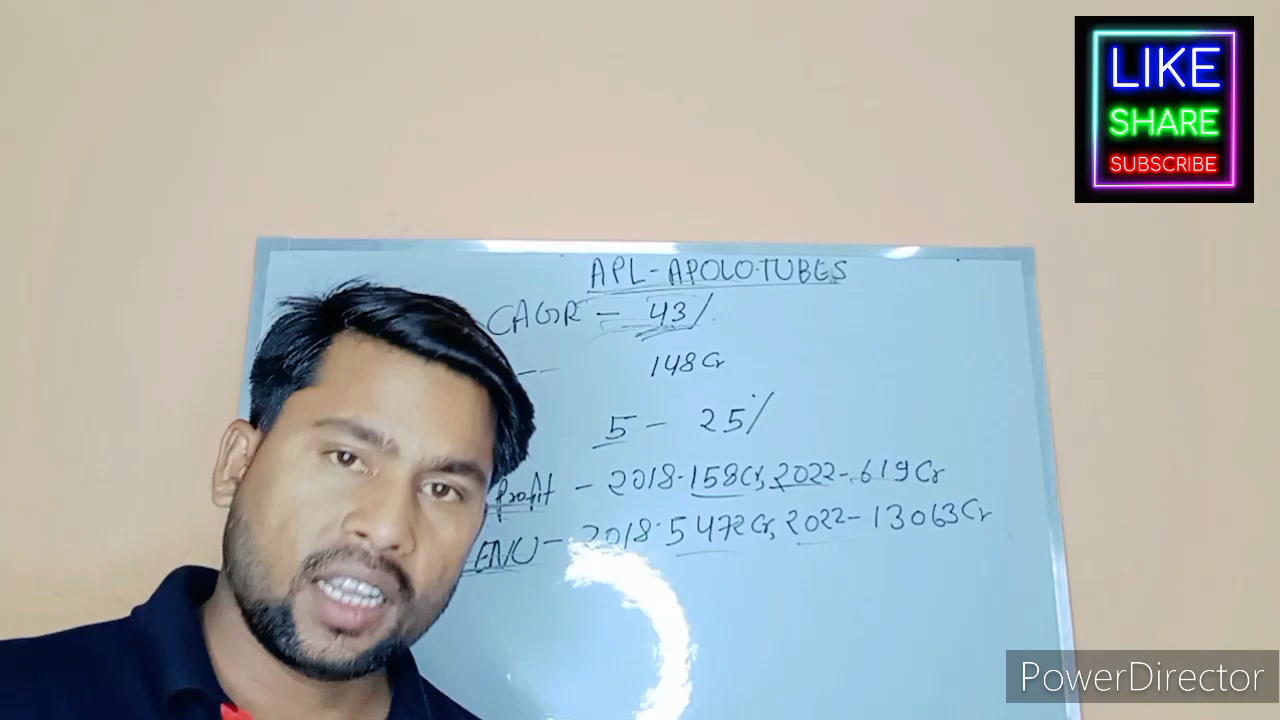 LIKE
SHARE
SUBSCRIBE
APL-APOLO TUBES
CAGR - 43%
--- 148Cr
5 - 25%
Profit - 2018-158Cr, 2022-619Cr
ENU - 2018-5472Cr, 2022-13063Cr
PowerDirector